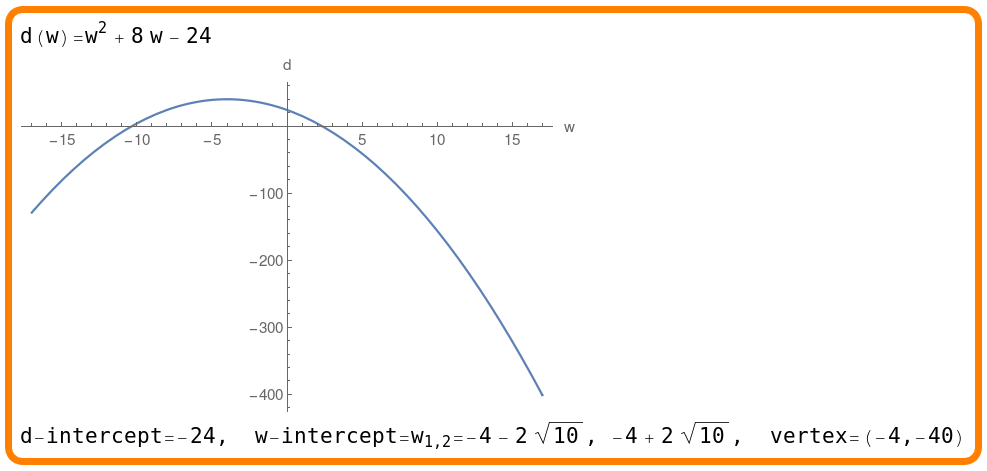 d(w)=w² + 8 w − 24
d
w
−15 −10 −5 5 10 15
−100
−200
−300
−400
d−intercept=−24, w−intercept=w₁,₂=−4 − 2 √10, −4 + 2 √10, vertex=(−4,−40)